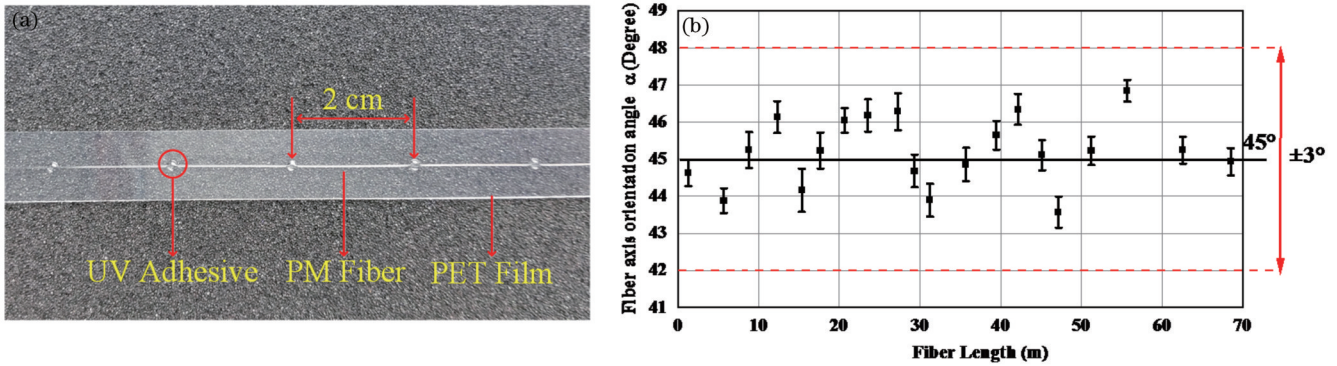 (a)
2 cm
UV Adhesive
PM Fiber
PET Film
(b)
Fiber axis orientation angle α (Degree)
49
48
47
46
45
44
43
42
41
0
10
20
30
40
50
60
70
Fiber Length (m)
45°
±3°